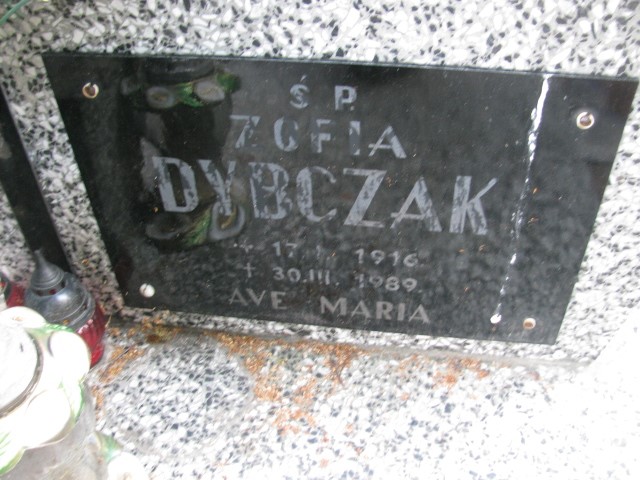 Ś. P.
ZOFIA
DYBCZAK
1916
† 30.III. 1989
AVE MARIA